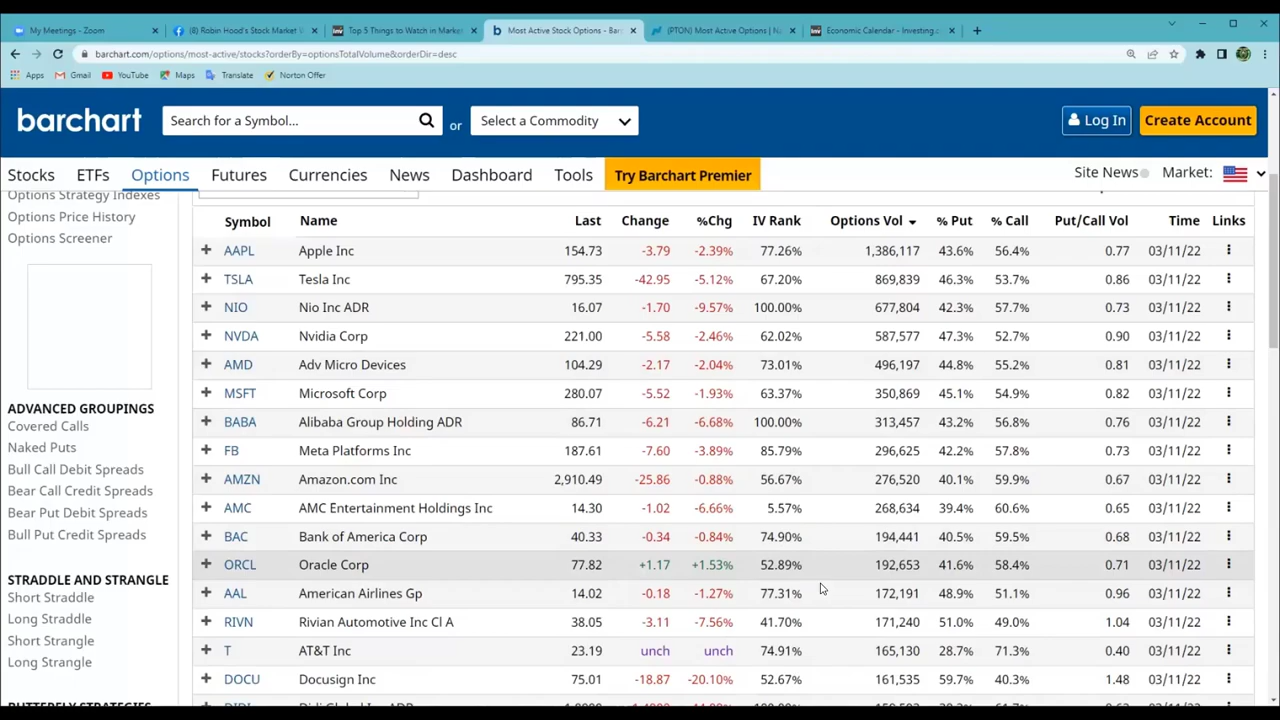 My Meetings - Zoom
(8) Robin Hood's Stock Market
Top 5 Things to Watch in Market
Most Active Stock Options - Bar
(PTON) Most Active Options | Na
Economic Calendar - Investing.c
barchart.com/options/most-active/stocks?orderBy=optionsTotalVolume&orderDir=desc
Apps Gmail YouTube Maps Translate Norton Offer
barchart Search for a Symbol... or Select a Commodity Log In Create Account
Stocks ETFs Options Futures Currencies News Dashboard Tools Try Barchart Premier Site News Market:
Options Strategy Indexes
Options Price History
Options Screener
ADVANCED GROUPINGS
Covered Calls
Naked Puts
Bull Call Debit Spreads
Bear Call Credit Spreads
Bear Put Debit Spreads
Bull Put Credit Spreads
STRADDLE AND STRANGLE
Short Straddle
Long Straddle
Short Strangle
Long Strangle
Symbol Name Last Change %Chg IV Rank Options Vol % Put % Call Put/Call Vol Time Links
AAPL Apple Inc 154.73 -3.79 -2.39% 77.26% 1,386,117 43.6% 56.4% 0.77 03/11/22
TSLA Tesla Inc 795.35 -42.95 -5.12% 67.20% 869,839 46.3% 53.7% 0.86 03/11/22
NIO Nio Inc ADR 16.07 -1.70 -9.57% 100.00% 677,804 42.3% 57.7% 0.73 03/11/22
NVDA Nvidia Corp 221.00 -5.58 -2.46% 62.02% 587,577 47.3% 52.7% 0.90 03/11/22
AMD Adv Micro Devices 104.29 -2.17 -2.04% 73.01% 496,197 44.8% 55.2% 0.81 03/11/22
MSFT Microsoft Corp 280.07 -5.52 -1.93% 63.37% 350,869 45.1% 54.9% 0.82 03/11/22
BABA Alibaba Group Holding ADR 86.71 -6.21 -6.68% 100.00% 313,457 43.2% 56.8% 0.76 03/11/22
FB Meta Platforms Inc 187.61 -7.60 -3.89% 85.79% 296,625 42.2% 57.8% 0.73 03/11/22
AMZN Amazon.com Inc 2,910.49 -25.86 -0.88% 56.67% 276,520 40.1% 59.9% 0.67 03/11/22
AMC AMC Entertainment Holdings Inc 14.30 -1.02 -6.66% 5.57% 268,634 39.4% 60.6% 0.65 03/11/22
BAC Bank of America Corp 40.33 -0.34 -0.84% 74.90% 194,441 40.5% 59.5% 0.68 03/11/22
ORCL Oracle Corp 77.82 +1.17 +1.53% 52.89% 192,653 41.6% 58.4% 0.71 03/11/22
AAL American Airlines Gp 14.02 -0.18 -1.27% 77.31% 172,191 48.9% 51.1% 0.96 03/11/22
RIVN Rivian Automotive Inc Cl A 38.05 -3.11 -7.56% 41.70% 171,240 51.0% 49.0% 1.04 03/11/22
T AT&T Inc 23.19 unch unch 74.91% 165,130 28.7% 71.3% 0.40 03/11/22
DOCU Docusign Inc 75.01 -18.87 -20.10% 52.67% 161,535 59.7% 40.3% 1.48 03/11/22